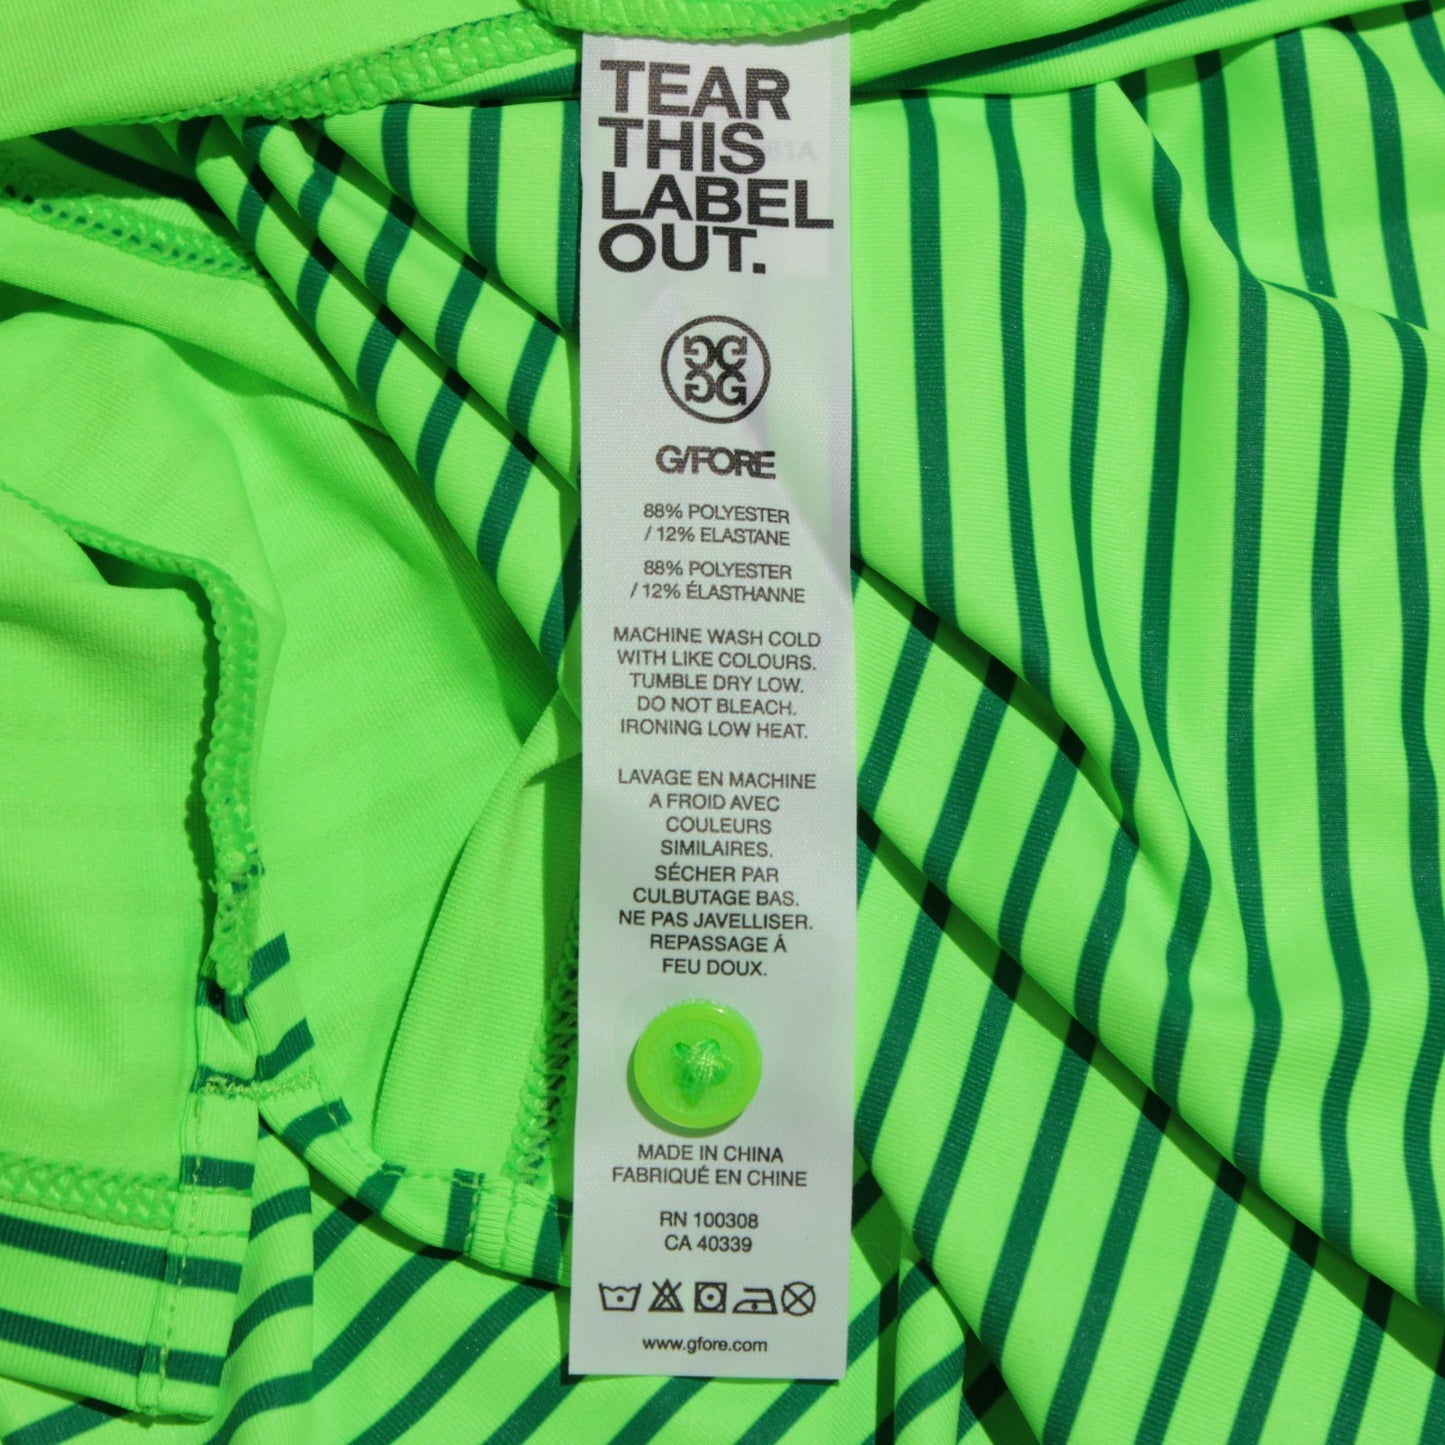 TEAR
THIS
LABEL
OUT.
G/FORE
88% POLYESTER
/ 12% ELASTANE
88% POLYESTER
/ 12% ÉLASTHANNE
MACHINE WASH COLD
WITH LIKE COLOURS.
TUMBLE DRY LOW.
DO NOT BLEACH.
IRONING LOW HEAT.
LAVAGE EN MACHINE
A FROID AVEC
COULEURS
SIMILAIRES.
SÉCHER PAR
CULBUTAGE BAS.
NE PAS JAVELLISER.
REPASSAGE Á
FEU DOUX.
MADE IN CHINA
FABRIQUÉ EN CHINE
RN 100308
CA 40339
www.gfore.com